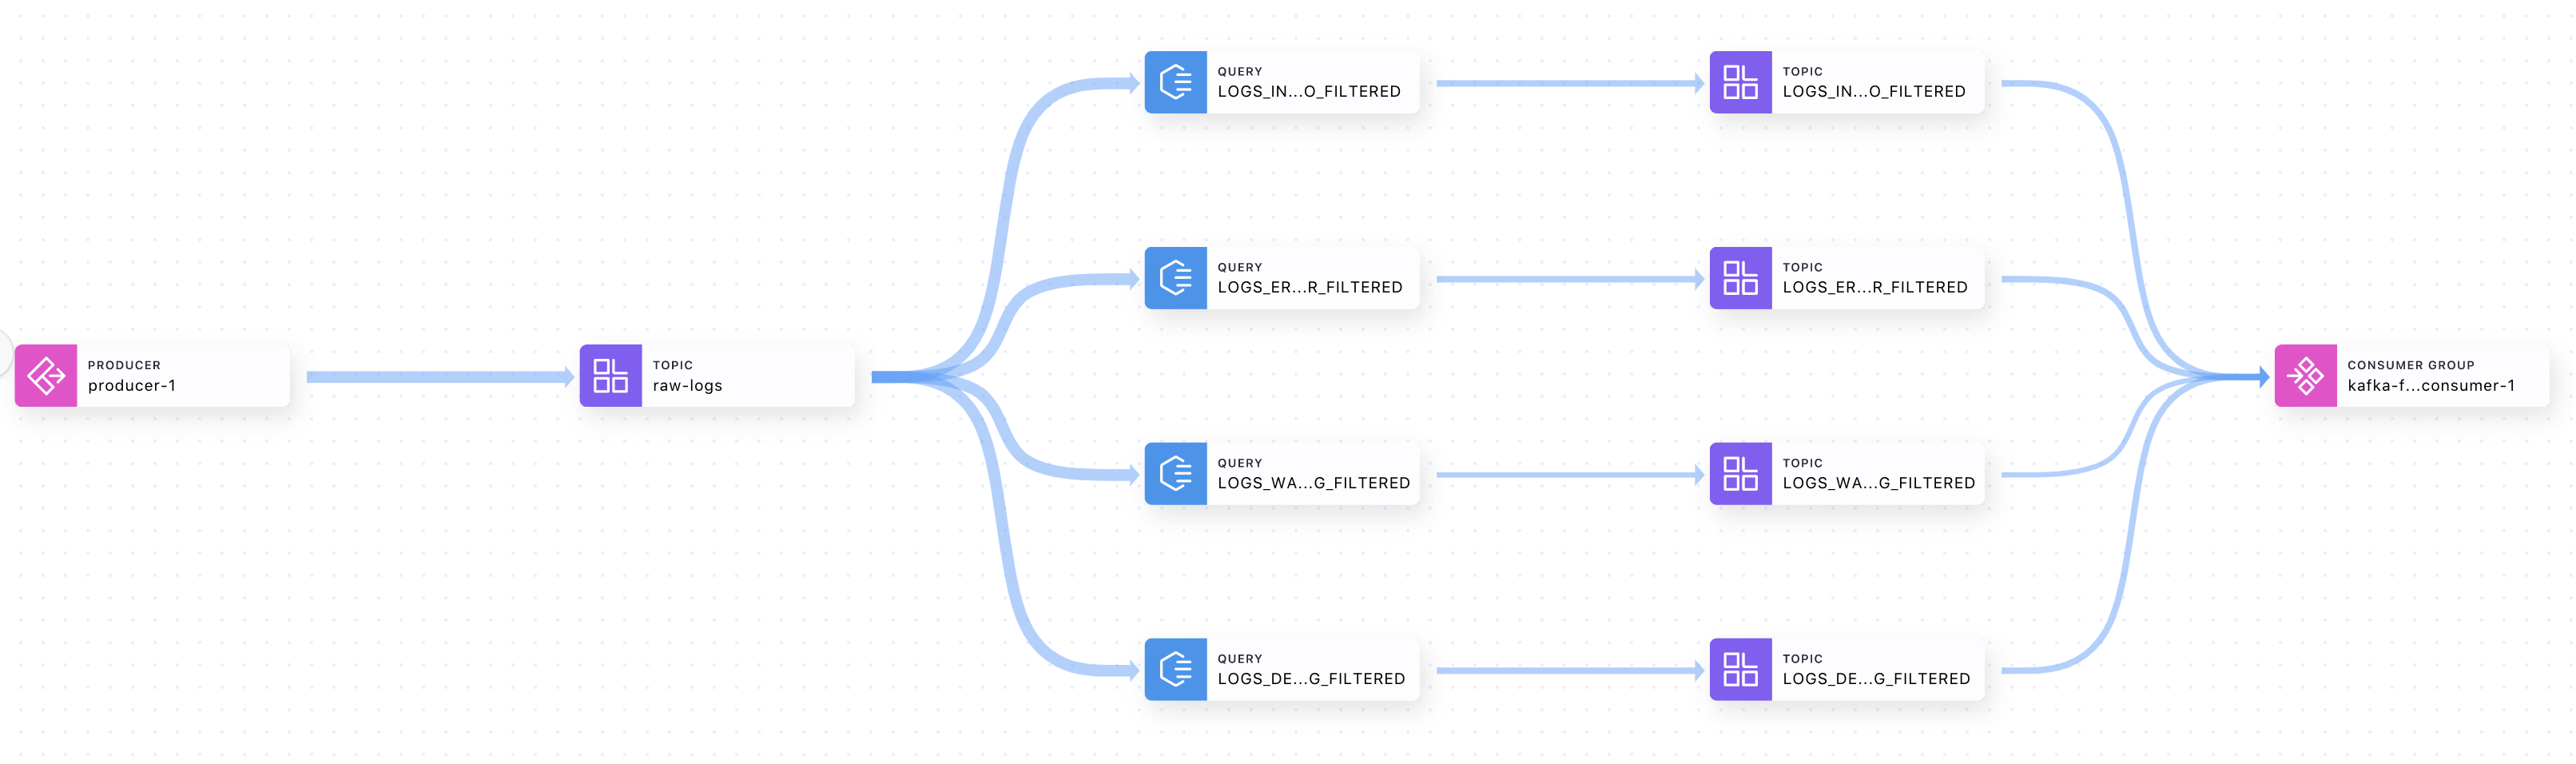 PRODUCER
producer-1
TOPIC
raw-logs
QUERY
LOGS_IN...O_FILTERED
TOPIC
LOGS_IN...O_FILTERED
QUERY
LOGS_ER...R_FILTERED
TOPIC
LOGS_ER...R_FILTERED
QUERY
LOGS_WA...G_FILTERED
TOPIC
LOGS_WA...G_FILTERED
QUERY
LOGS_DE...G_FILTERED
TOPIC
LOGS_DE...G_FILTERED
CONSUMER GROUP
kafka-f...consumer-1